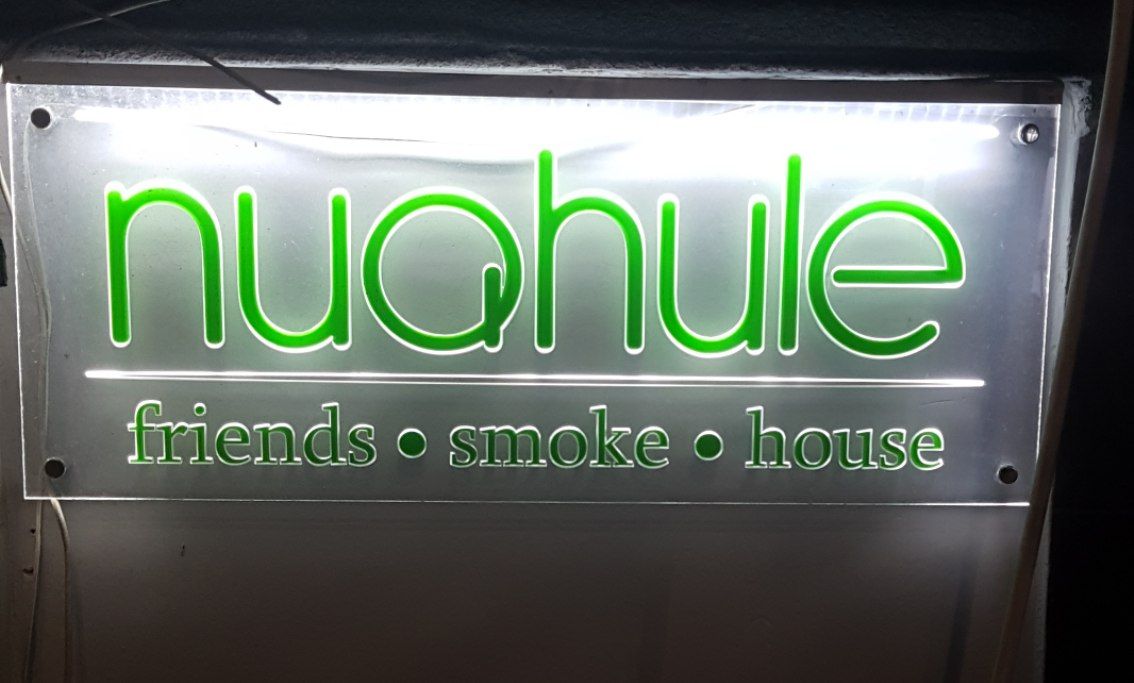 nuahule
friends • smoke • house